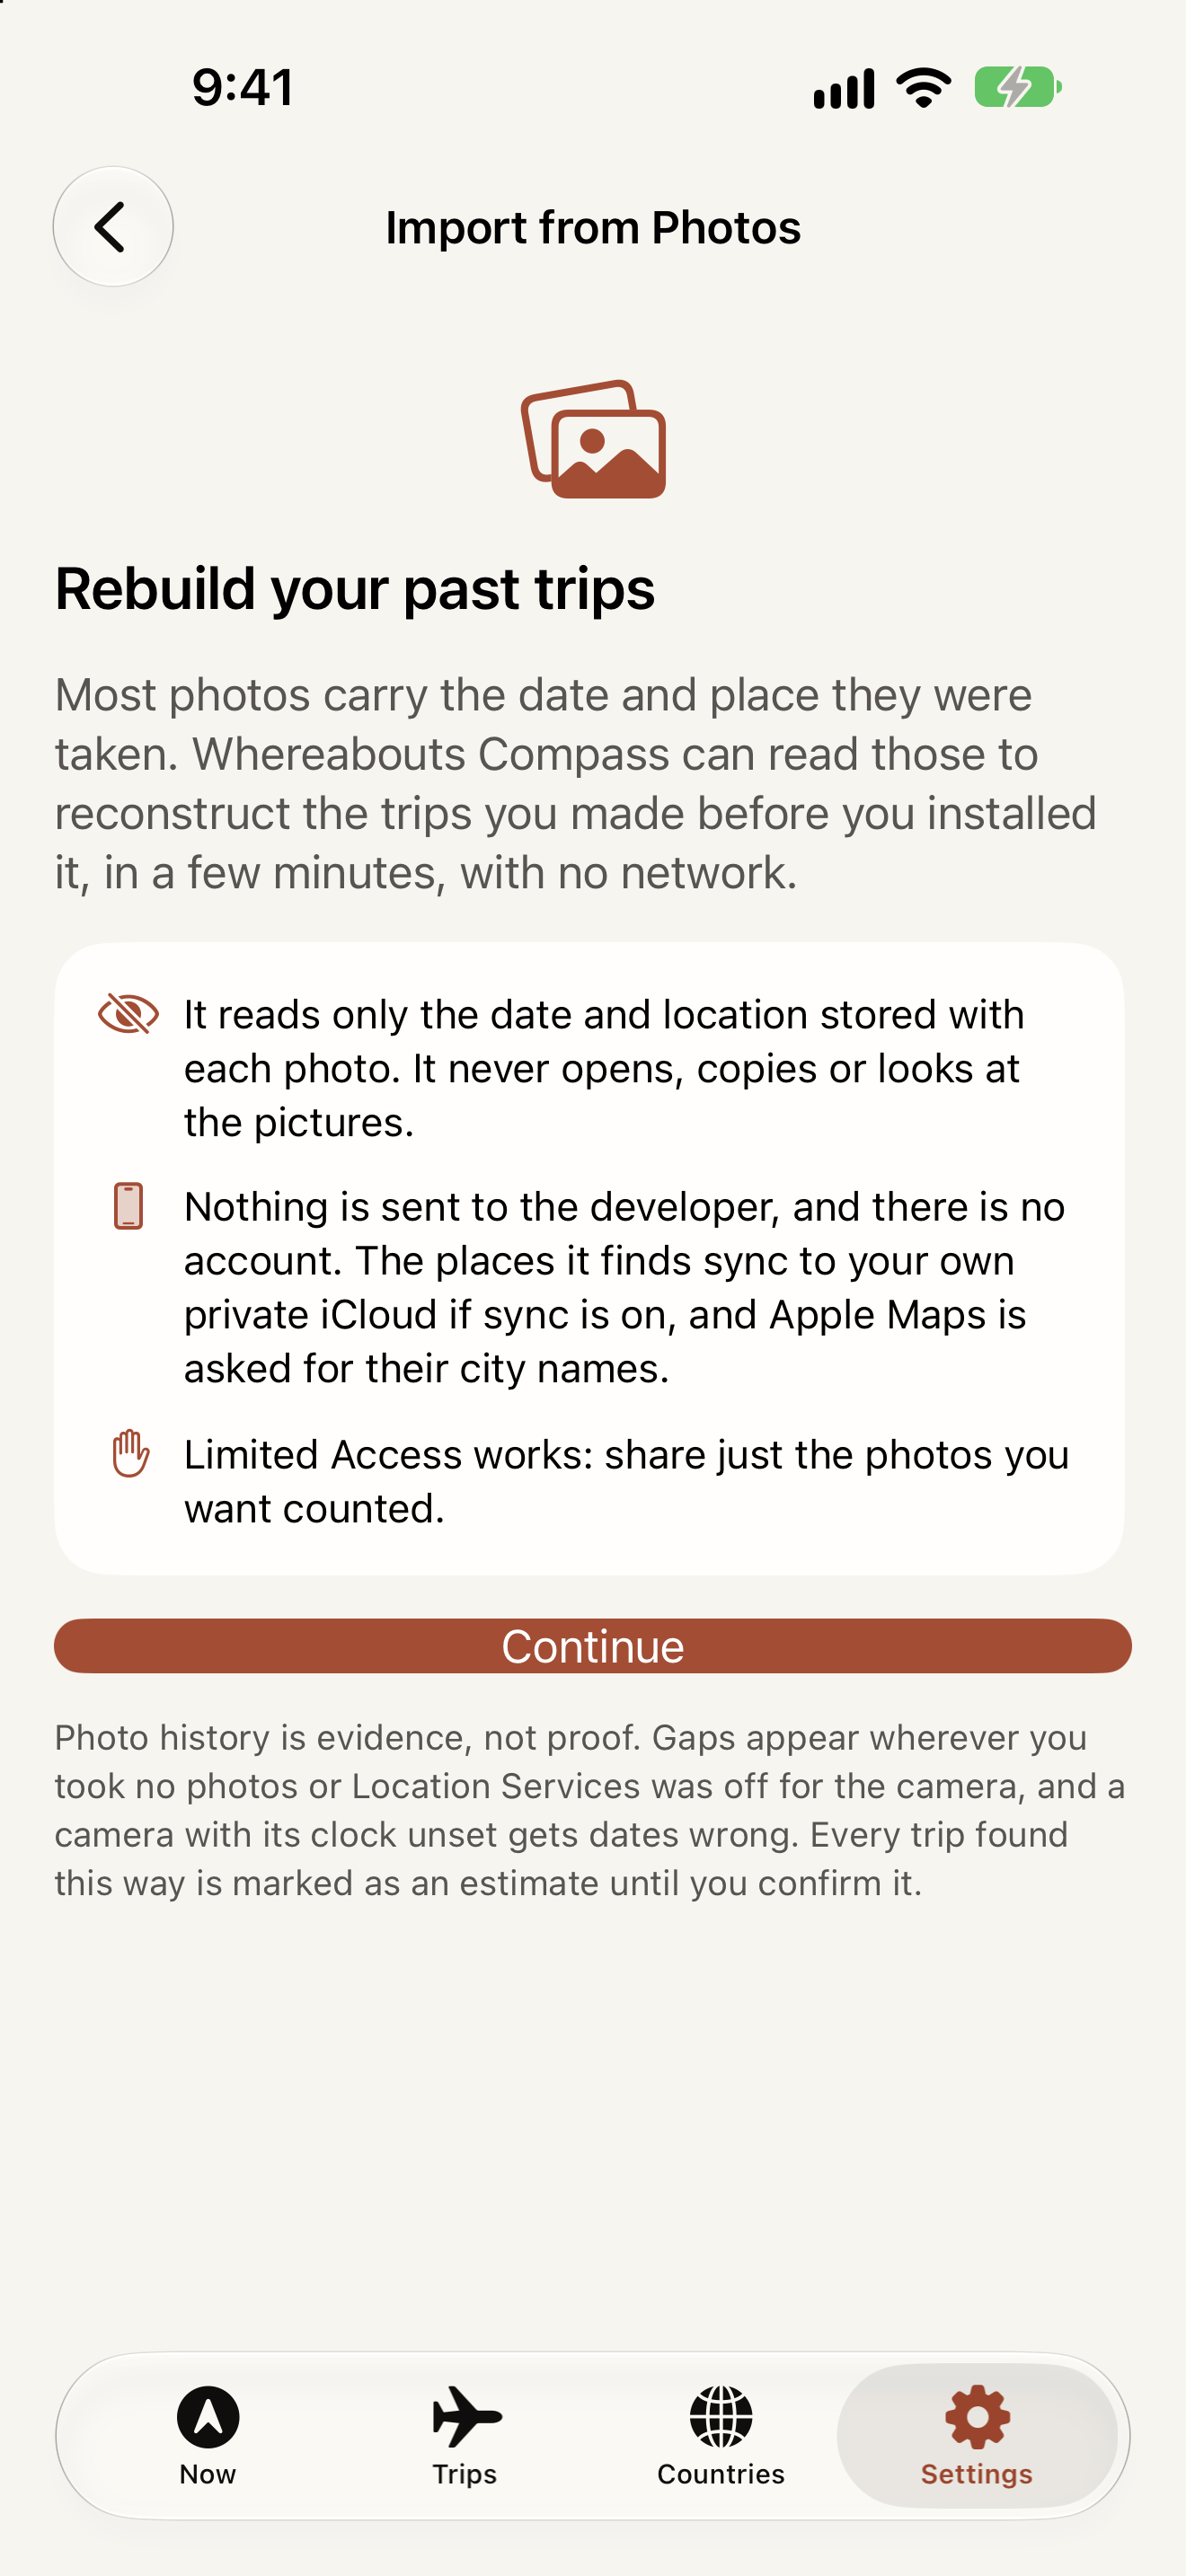 9:41
Import from Photos
Rebuild your past trips
Most photos carry the date and place they were
taken. Whereabouts Compass can read those to
reconstruct the trips you made before you installed
it, in a few minutes, with no network.
It reads only the date and location stored with
each photo. It never opens, copies or looks at
the pictures.
Nothing is sent to the developer, and there is no
account. The places it finds sync to your own
private iCloud if sync is on, and Apple Maps is
asked for their city names.
Limited Access works: share just the photos you
want counted.
Continue
Photo history is evidence, not proof. Gaps appear wherever you
took no photos or Location Services was off for the camera, and a
camera with its clock unset gets dates wrong. Every trip found
this way is marked as an estimate until you confirm it.
Now
Trips
Countries
Settings